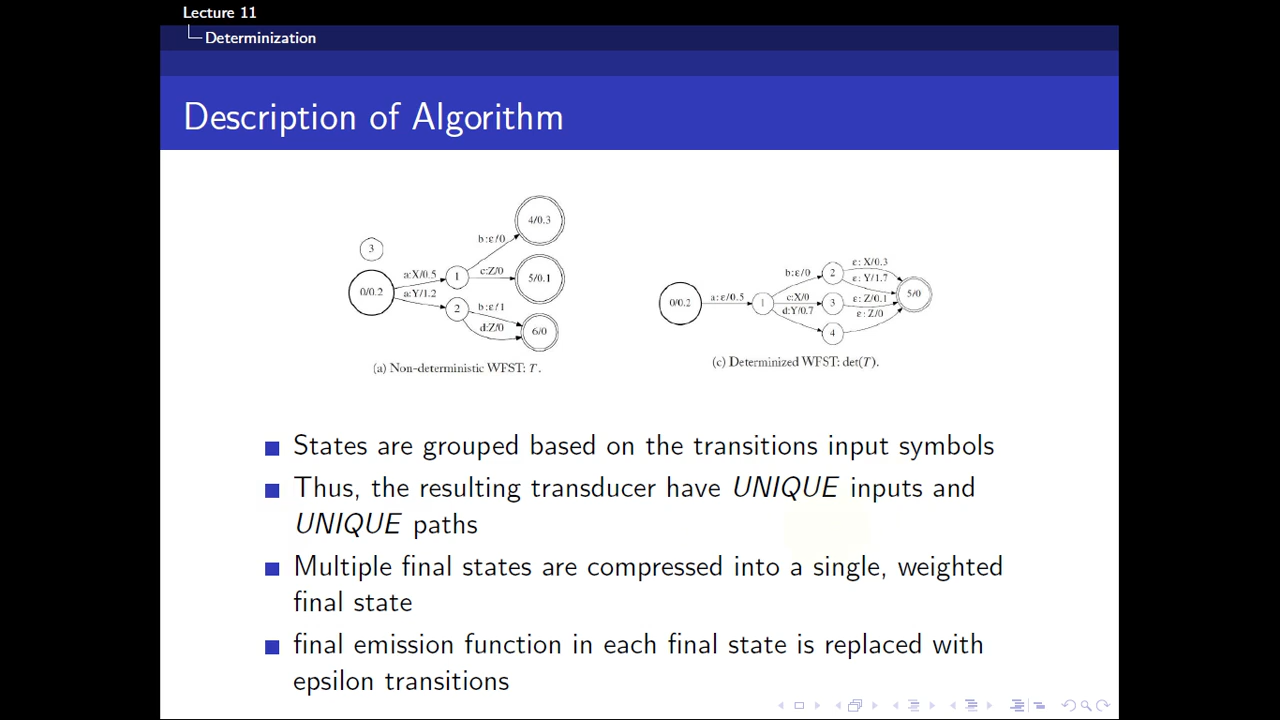 Lecture 11
Determinization
Description of Algorithm
3
0/0.2
a:X/0.5
a:Y/1.2
1
2
b:ε/0
c:Z/0
b:ε/1
d:Z/0
4/0.3
5/0.1
6/0
(a) Non-deterministic WFST: T.
0/0.2
a:ε/0.5
1
b:ε/0
c:X/0
d:Y/0.7
2
3
4
ε: X/0.3
ε: Y/1.7
ε: Z/0.1
ε: Z/0
5/0
(c) Determinized WFST: det(T).
States are grouped based on the transitions input symbols
Thus, the resulting transducer have UNIQUE inputs and
UNIQUE paths
Multiple final states are compressed into a single, weighted
final state
final emission function in each final state is replaced with
epsilon transitions